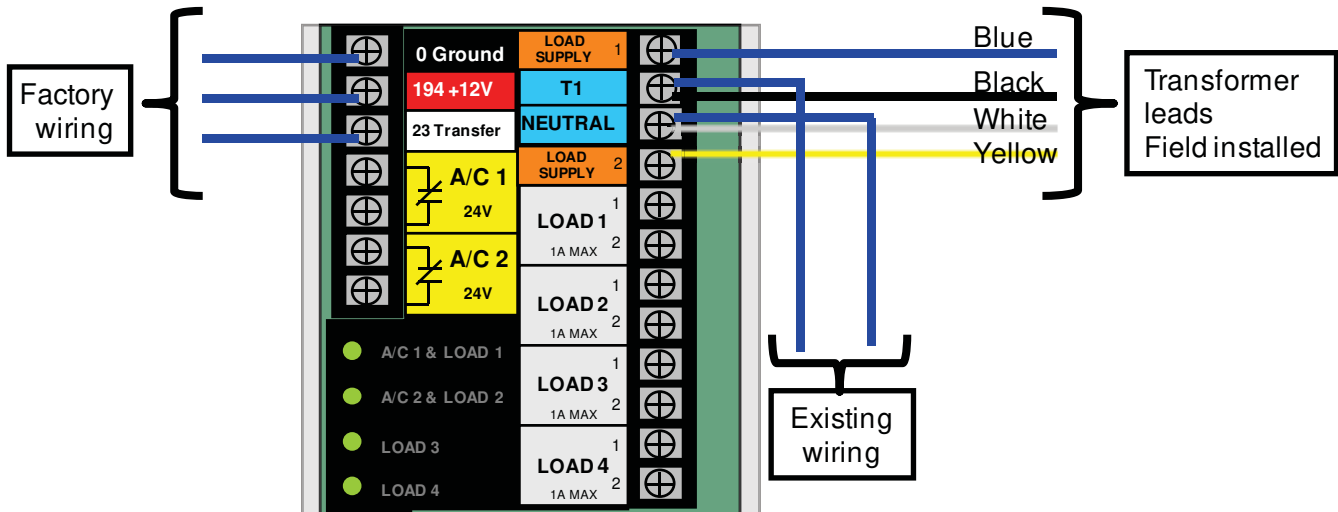 Factory
wiring
0 Ground
194 +12V
23 Transfer
A/C 1
24V
A/C 2
24V
A/C 1 & LOAD 1
A/C 2 & LOAD 2
LOAD 3
LOAD 4
LOAD
SUPPLY 1
T1
NEUTRAL
LOAD
SUPPLY 2
1
LOAD 1
1A MAX 2
1
LOAD 2
1A MAX 2
1
LOAD 3
1A MAX 2
1
LOAD 4
1A MAX 2
Blue
Black
White
Yellow
Transformer
leads
Field installed
Existing
wiring